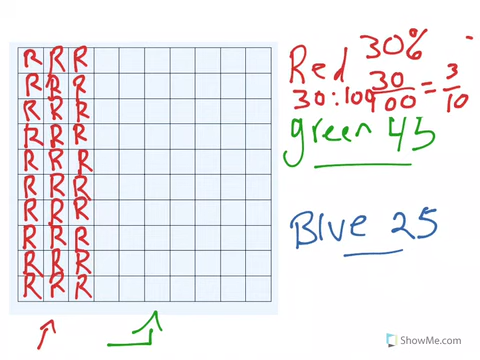 R R R
R R R
R R R
R R R
R R R
R R R
R R R
R R R
R R R
R R R
30%
Red 30/100 = 3/10
30:100
green 45
Blue 25
ShowMe.com